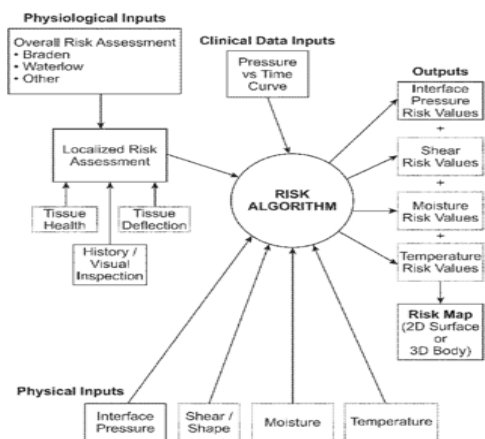 Physiological Inputs
Overall Risk Assessment
• Braden
• Waterlow
• Other
Clinical Data Inputs
Pressure
vs Time
Curve
Outputs
Interface
Pressure
Risk Values
+
Shear
Risk Values
+
Moisture
Risk Values
+
Temperature
Risk Values
Risk Map
(2D Surface
or
3D Body)
Localized Risk
Assessment
RISK
ALGORITHM
Tissue
Health
Tissue
Deflection
History /
Visual
Inspection
Physical Inputs
Interface
Pressure
Shear /
Shape
Moisture
Temperature